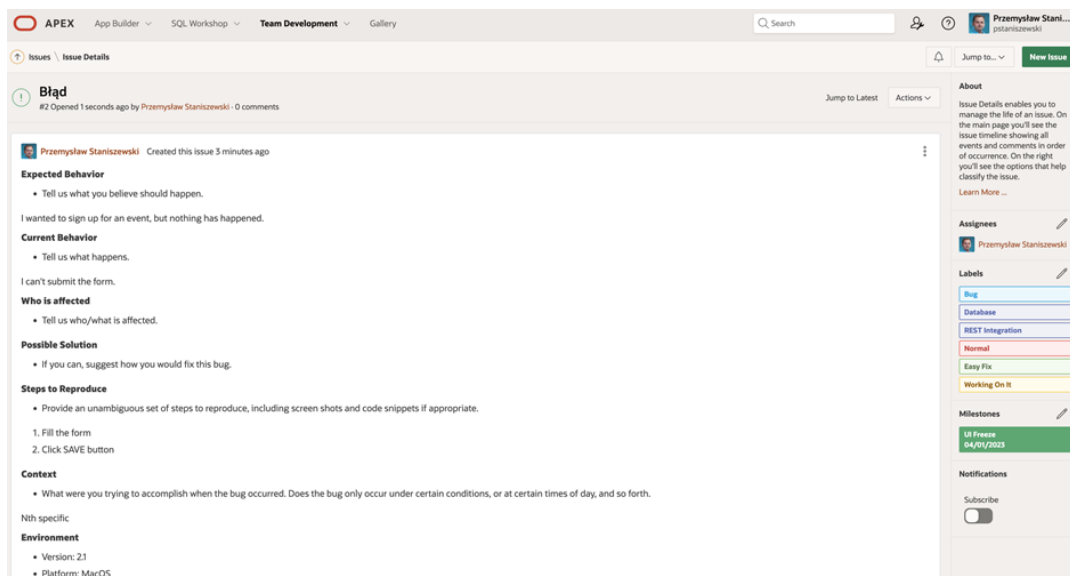 APEX App Builder SQL Workshop Team Development Gallery Search Przemysław Stani...
pstaniszewski
Issues \ Issue Details Jump to... New Issue
Błąd
#2 Opened 1 seconds ago by Przemysław Staniszewski - 0 comments
Jump to Latest Actions
Przemysław Staniszewski Created this issue 3 minutes ago
Expected Behavior
• Tell us what you believe should happen.
I wanted to sign up for an event, but nothing has happened.
Current Behavior
• Tell us what happens.
I can't submit the form.
Who is affected
• Tell us who/what is affected.
Possible Solution
• If you can, suggest how you would fix this bug.
Steps to Reproduce
• Provide an unambiguous set of steps to reproduce, including screen shots and code snippets if appropriate.
1. Fill the form
2. Click SAVE button
Context
• What were you trying to accomplish when the bug occurred. Does the bug only occur under certain conditions, or at certain times of day, and so forth.
Nth specific
Environment
• Version: 2.1
• Platform: MacOS
About
Issue Details enables you to
manage the life of an issue. On
the main page you'll see the
issue timeline showing all
events and comments in order
of occurrence. On the right
you'll see the options that help
classify the issue.
Learn More ...
Assignees
Przemysław Staniszewski
Labels
Bug
Database
REST Integration
Normal
Easy Fix
Working On It
Milestones
UI Freeze
04/01/2023
Notifications
Subscribe